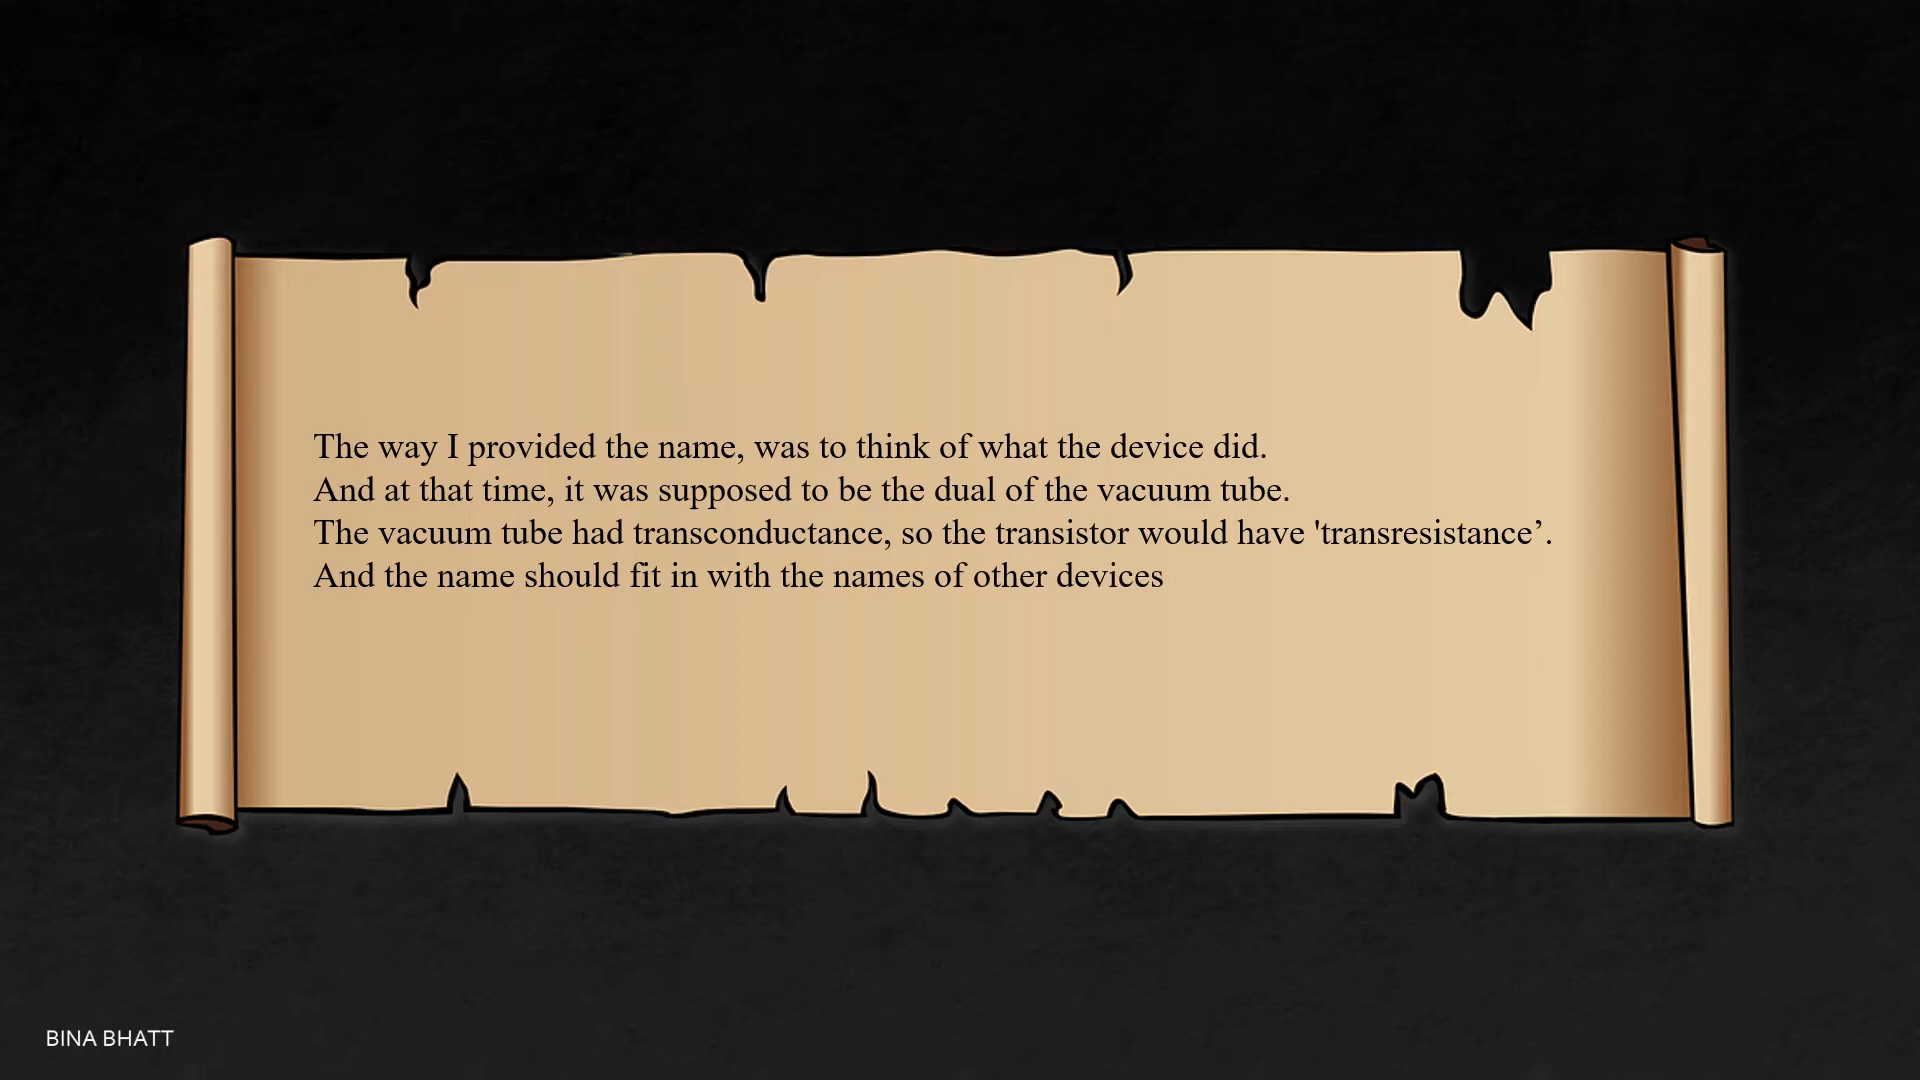 The way I provided the name, was to think of what the device did.
And at that time, it was supposed to be the dual of the vacuum tube.
The vacuum tube had transconductance, so the transistor would have 'transresistance’.
And the name should fit in with the names of other devices
BINA BHATT